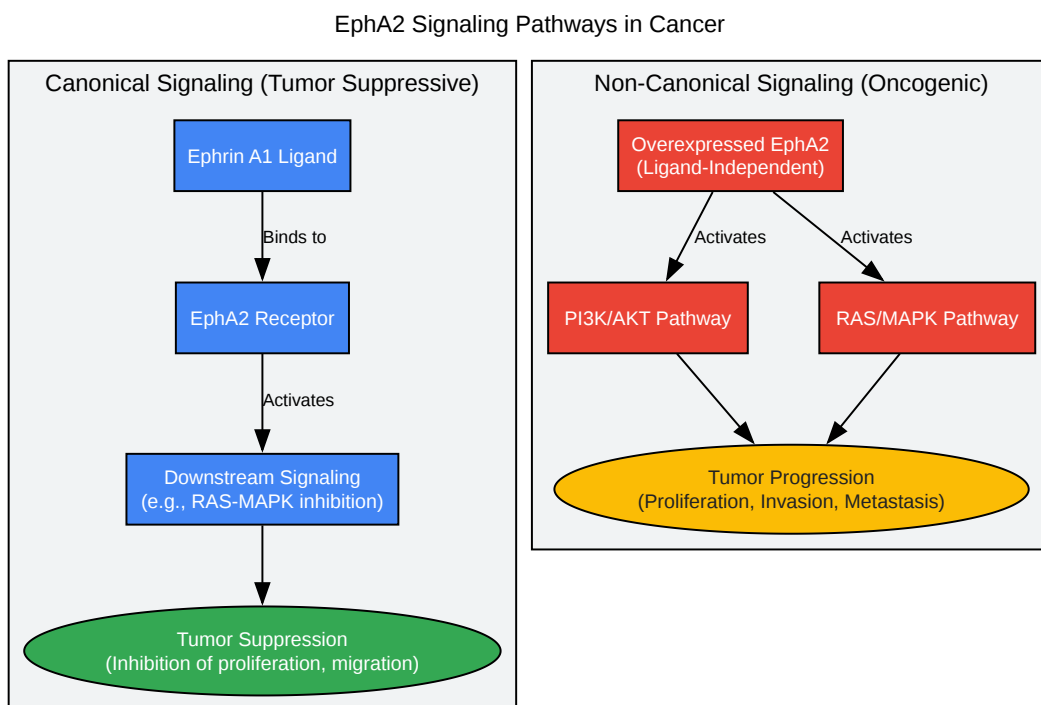 EphA2 Signaling Pathways in Cancer
Canonical Signaling (Tumor Suppressive)
Ephrin A1 Ligand
Binds to
EphA2 Receptor
Activates
Downstream Signaling
(e.g., RAS-MAPK inhibition)
Tumor Suppression
(Inhibition of proliferation, migration)
Non-Canonical Signaling (Oncogenic)
Overexpressed EphA2
(Ligand-Independent)
Activates
Activates
PI3K/AKT Pathway
RAS/MAPK Pathway
Tumor Progression
(Proliferation, Invasion, Metastasis)